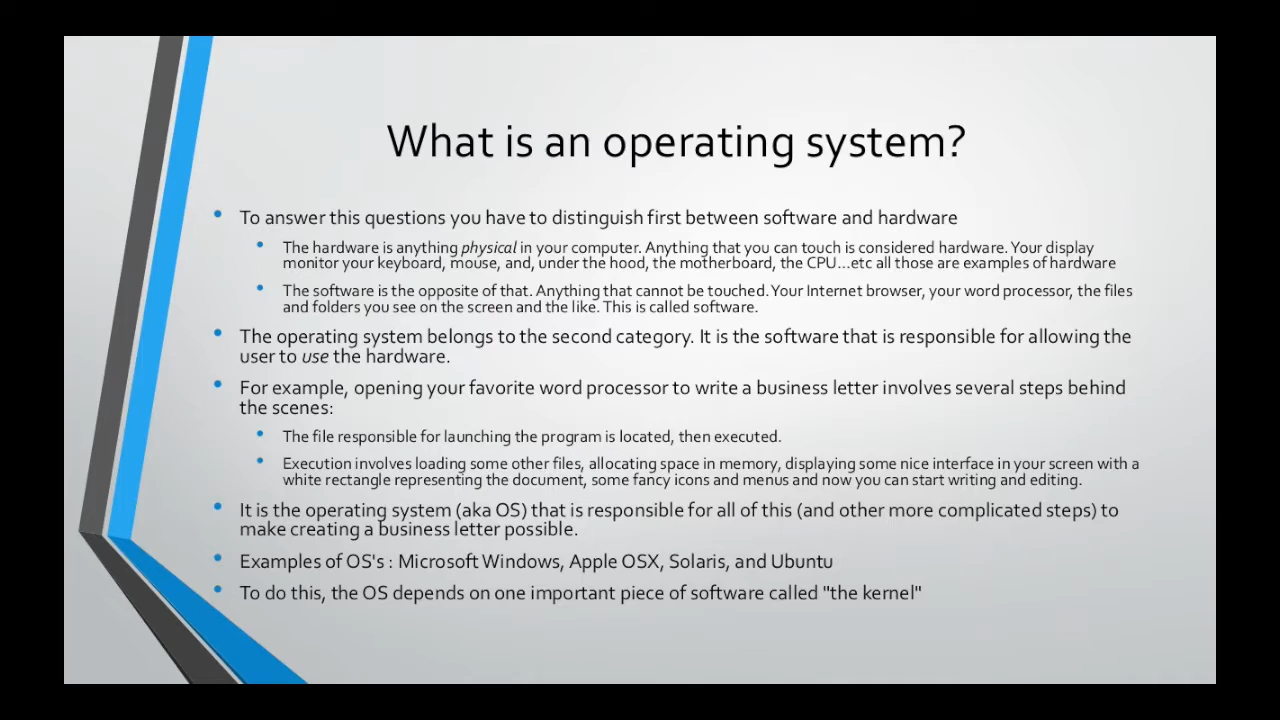 What is an operating system?
• To answer this questions you have to distinguish first between software and hardware
• The hardware is anything physical in your computer. Anything that you can touch is considered hardware. Your display
monitor your keyboard, mouse, and, under the hood, the motherboard, the CPU...etc all those are examples of hardware
• The software is the opposite of that. Anything that cannot be touched. Your Internet browser, your word processor, the files
and folders you see on the screen and the like. This is called software.
• The operating system belongs to the second category. It is the software that is responsible for allowing the
user to use the hardware.
• For example, opening your favorite word processor to write a business letter involves several steps behind
the scenes:
• The file responsible for launching the program is located, then executed.
• Execution involves loading some other files, allocating space in memory, displaying some nice interface in your screen with a
white rectangle representing the document, some fancy icons and menus and now you can start writing and editing.
• It is the operating system (aka OS) that is responsible for all of this (and other more complicated steps) to
make creating a business letter possible.
• Examples of OS's : Microsoft Windows, Apple OSX, Solaris, and Ubuntu
• To do this, the OS depends on one important piece of software called "the kernel"